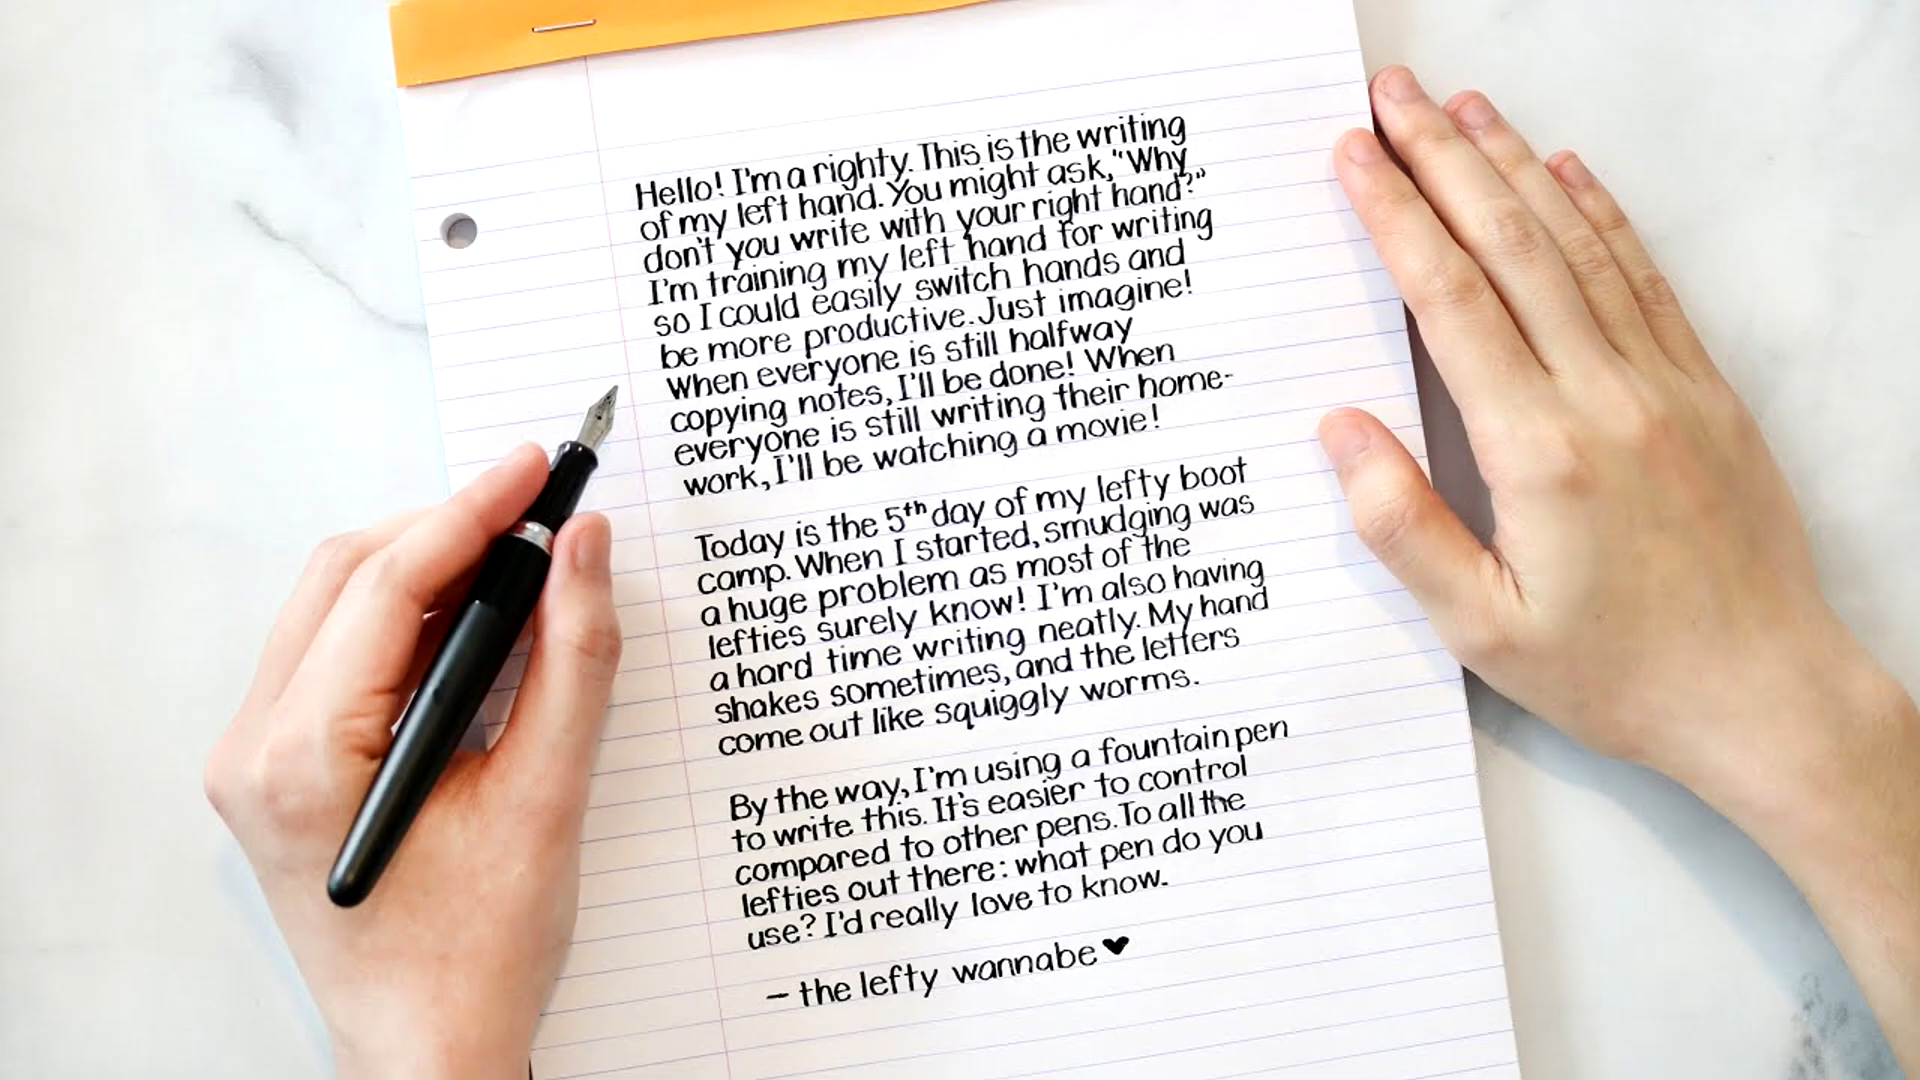 Hello! I'm a righty. This is the writing
of my left hand. You might ask, "Why
don't you write with your right hand?"
I'm training my left hand for writing
so I could easily switch hands and
be more productive. Just imagine!
When everyone is still halfway
copying notes, I'll be done! When
everyone is still writing their home-
work, I'll be watching a movie!
Today is the 5th day of my lefty boot
camp. When I started, smudging was
a huge problem as most of the
lefties surely know! I'm also having
a hard time writing neatly. My hand
shakes sometimes, and the letters
come out like squiggly worms.
By the way, I'm using a fountain pen
to write this. It's easier to control
compared to other pens. To all the
lefties out there: what pen do you
use? I'd really love to know.
– the lefty wannabe ♥